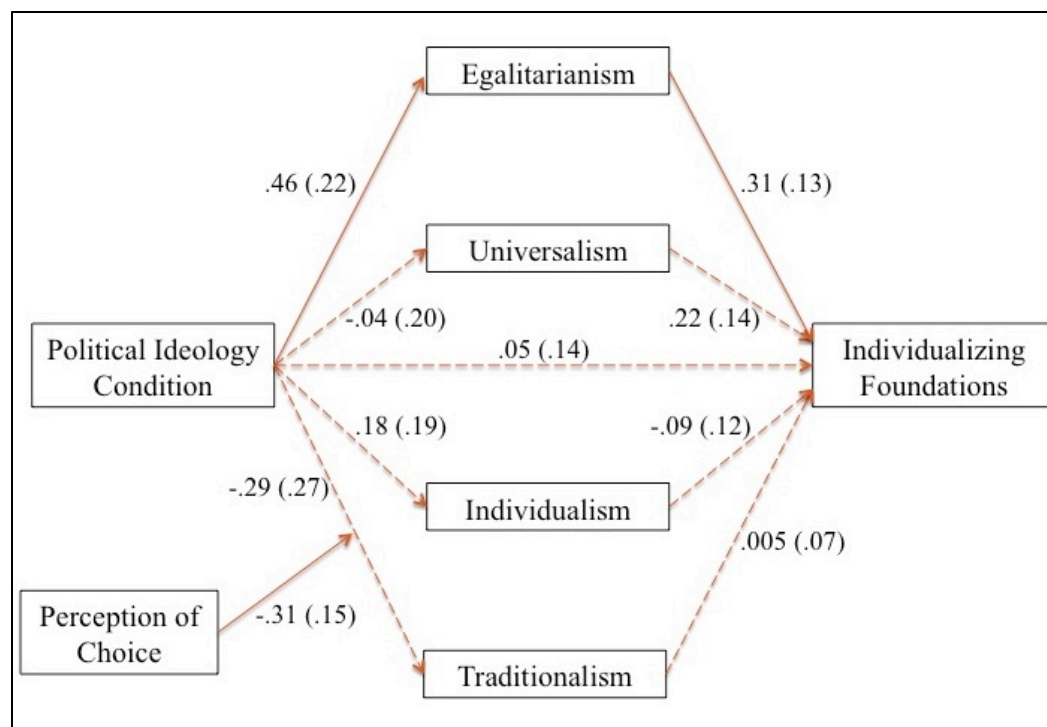 Egalitarianism
.46 (.22)
.31 (.13)
Universalism
-.04 (.20)
.22 (.14)
Political Ideology
Condition
.05 (.14)
Individualizing
Foundations
.18 (.19)
-.09 (.12)
-.29 (.27)
Individualism
.005 (.07)
Perception of
Choice
-.31 (.15)
Traditionalism